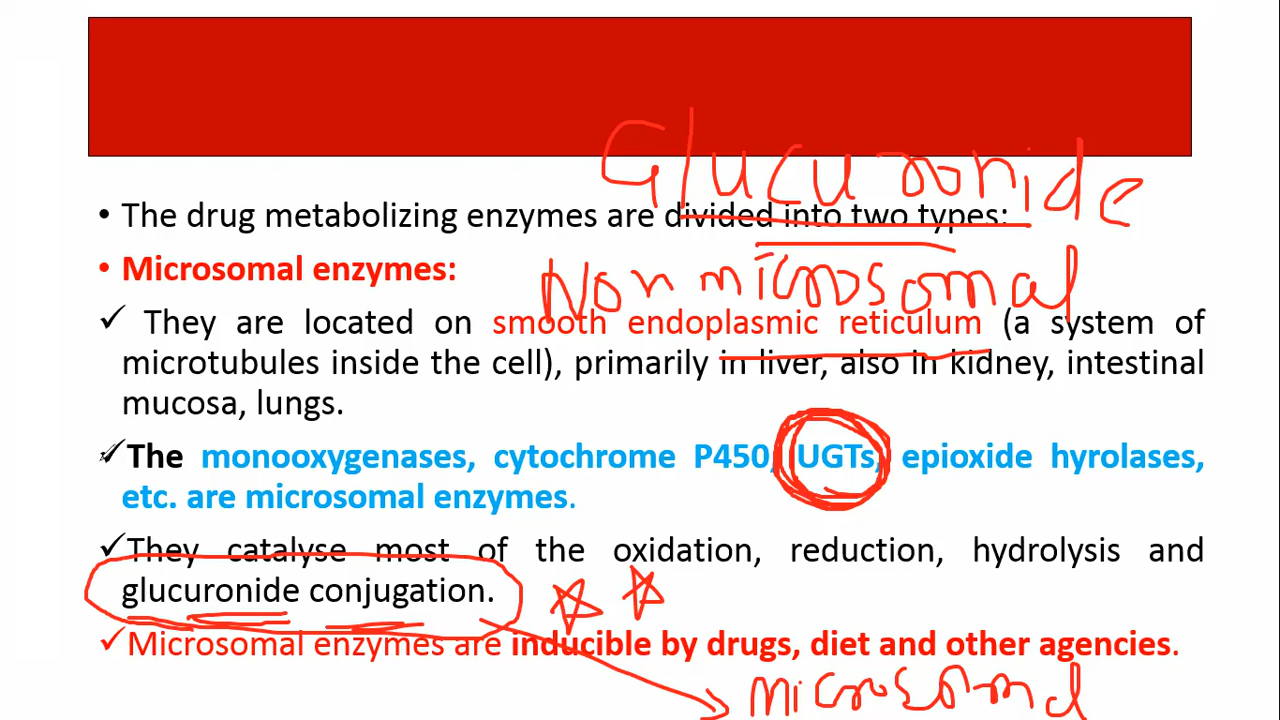 Glucuronide
• The drug metabolizing enzymes are divided into two types:
• Microsomal enzymes:
Non microsomal
✓ They are located on smooth endoplasmic reticulum (a system of
microtubules inside the cell), primarily in liver, also in kidney, intestinal
mucosa, lungs.
✓The monooxygenases, cytochrome P450, UGTs, epioxide hyrolases,
etc. are microsomal enzymes.
✓They catalyse most of the oxidation, reduction, hydrolysis and
glucuronide conjugation.
✓Microsomal enzymes are inducible by drugs, diet and other agencies.
microsomal